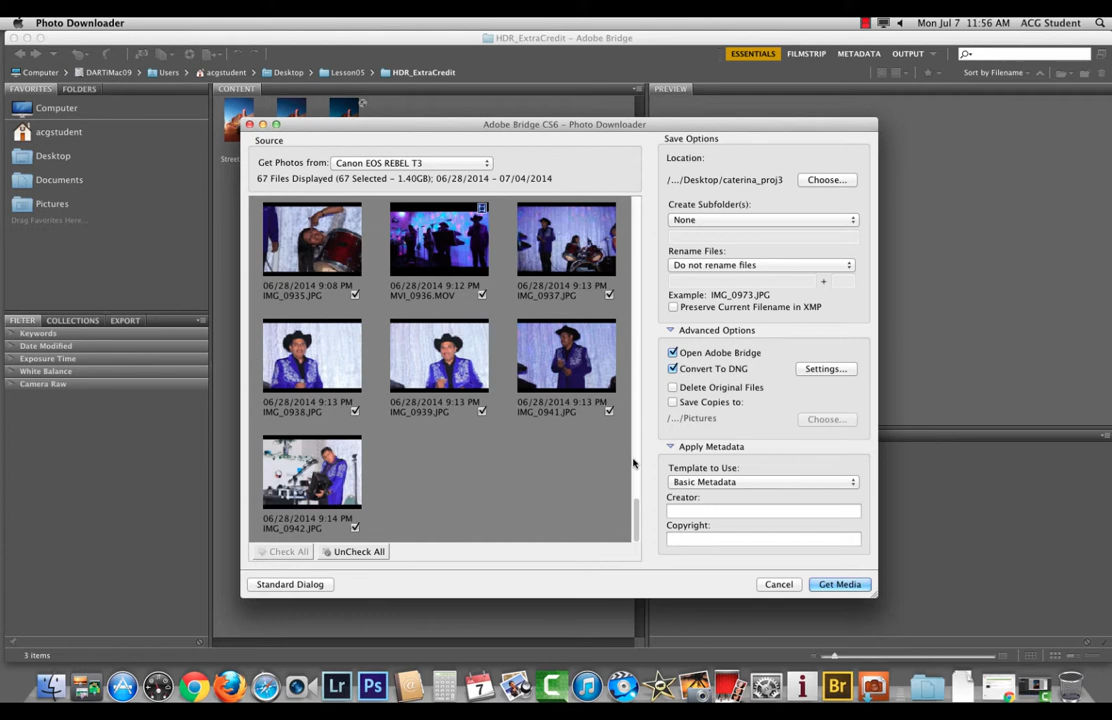 Photo Downloader
Mon Jul 7 11:56 AM ACG Student
HDR_ExtraCredit – Adobe Bridge
ESSENTIALS FILMSTRIP METADATA OUTPUT
Computer DARTiMac09 Users acgstudent Desktop Lesson05 HDR_ExtraCredit
Sort by Filename
FAVORITES FOLDERS
CONTENT
PREVIEW
Computer
acgstudent
Desktop
Documents
Pictures
Drag Favorites Here...
FILTER COLLECTIONS EXPORT
Keywords
Date Modified
Exposure Time
White Balance
Camera Raw
3 items
Adobe Bridge CS6 – Photo Downloader
Source
Get Photos from: Canon EOS REBEL T3
67 Files Displayed (67 Selected – 1.40GB); 06/28/2014 – 07/04/2014
06/28/2014 9:08 PM
IMG_0935.JPG
06/28/2014 9:12 PM
MVI_0936.MOV
06/28/2014 9:13 PM
IMG_0937.JPG
06/28/2014 9:13 PM
IMG_0938.JPG
06/28/2014 9:13 PM
IMG_0939.JPG
06/28/2014 9:13 PM
IMG_0941.JPG
06/28/2014 9:14 PM
IMG_0942.JPG
Check All UnCheck All
Standard Dialog
Save Options
Location:
/.../Desktop/caterina_proj3 Choose...
Create Subfolder(s):
None
Rename Files:
Do not rename files
+
Example: IMG_0973.JPG
Preserve Current Filename in XMP
Advanced Options
Open Adobe Bridge
Convert To DNG Settings...
Delete Original Files
Save Copies to:
/.../Pictures Choose...
Apply Metadata
Template to Use:
Basic Metadata
Creator:
Copyright:
Cancel Get Media
Lr Ps 7 Br